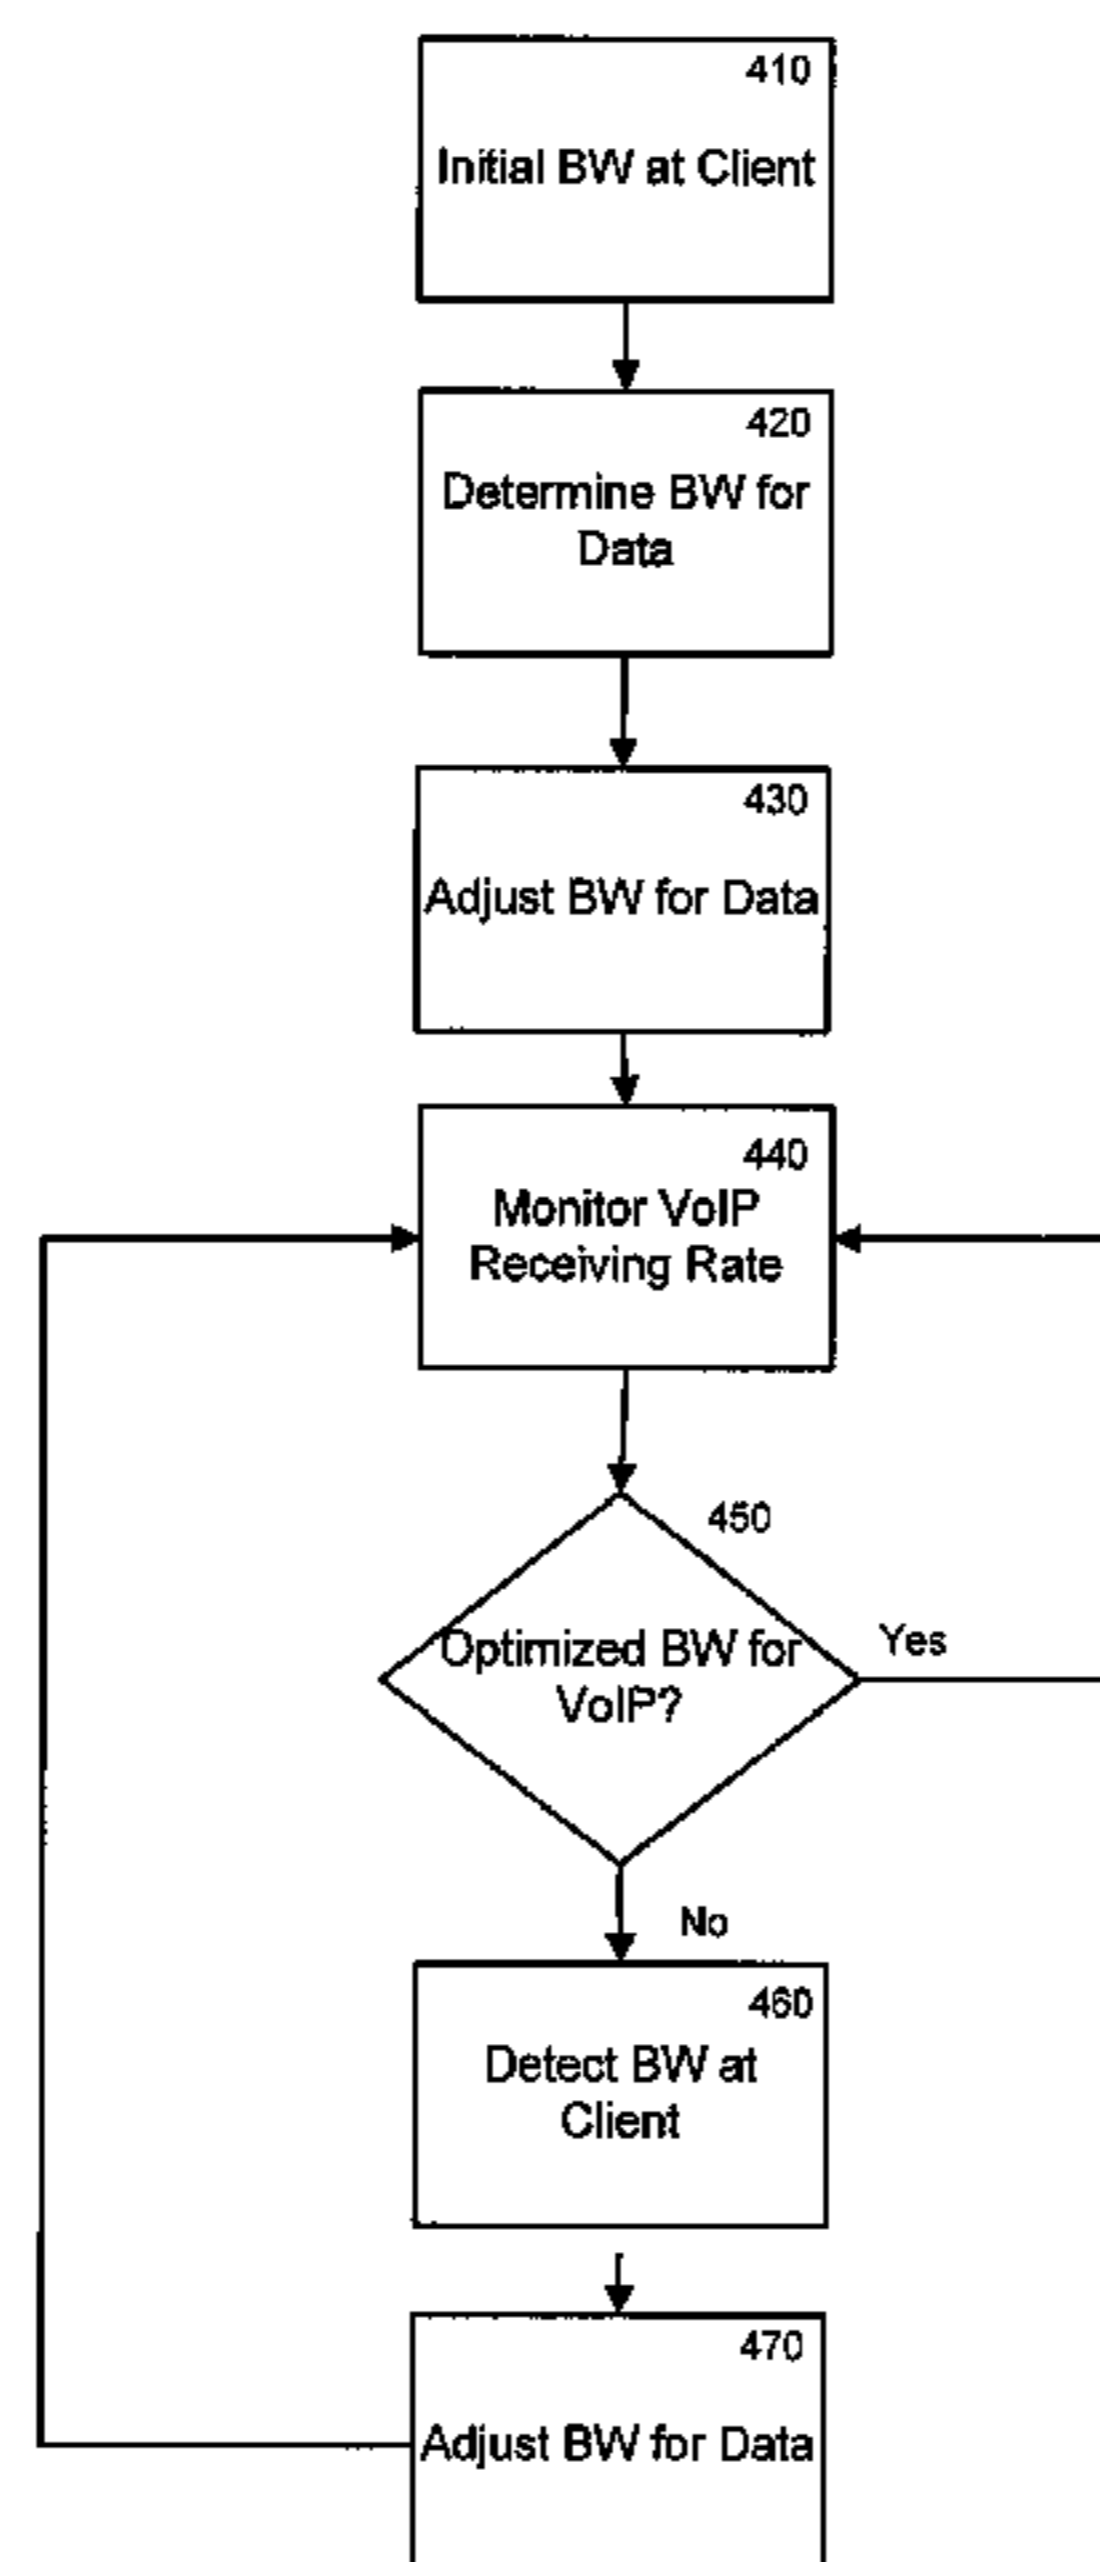 410
Initial BW at Client
420
Determine BW for
Data
430
Adjust BW for Data
440
Monitor VoIP
Receiving Rate
450
Optimized BW for
VoIP?
Yes
No
460
Detect BW at
Client
470
Adjust BW for Data